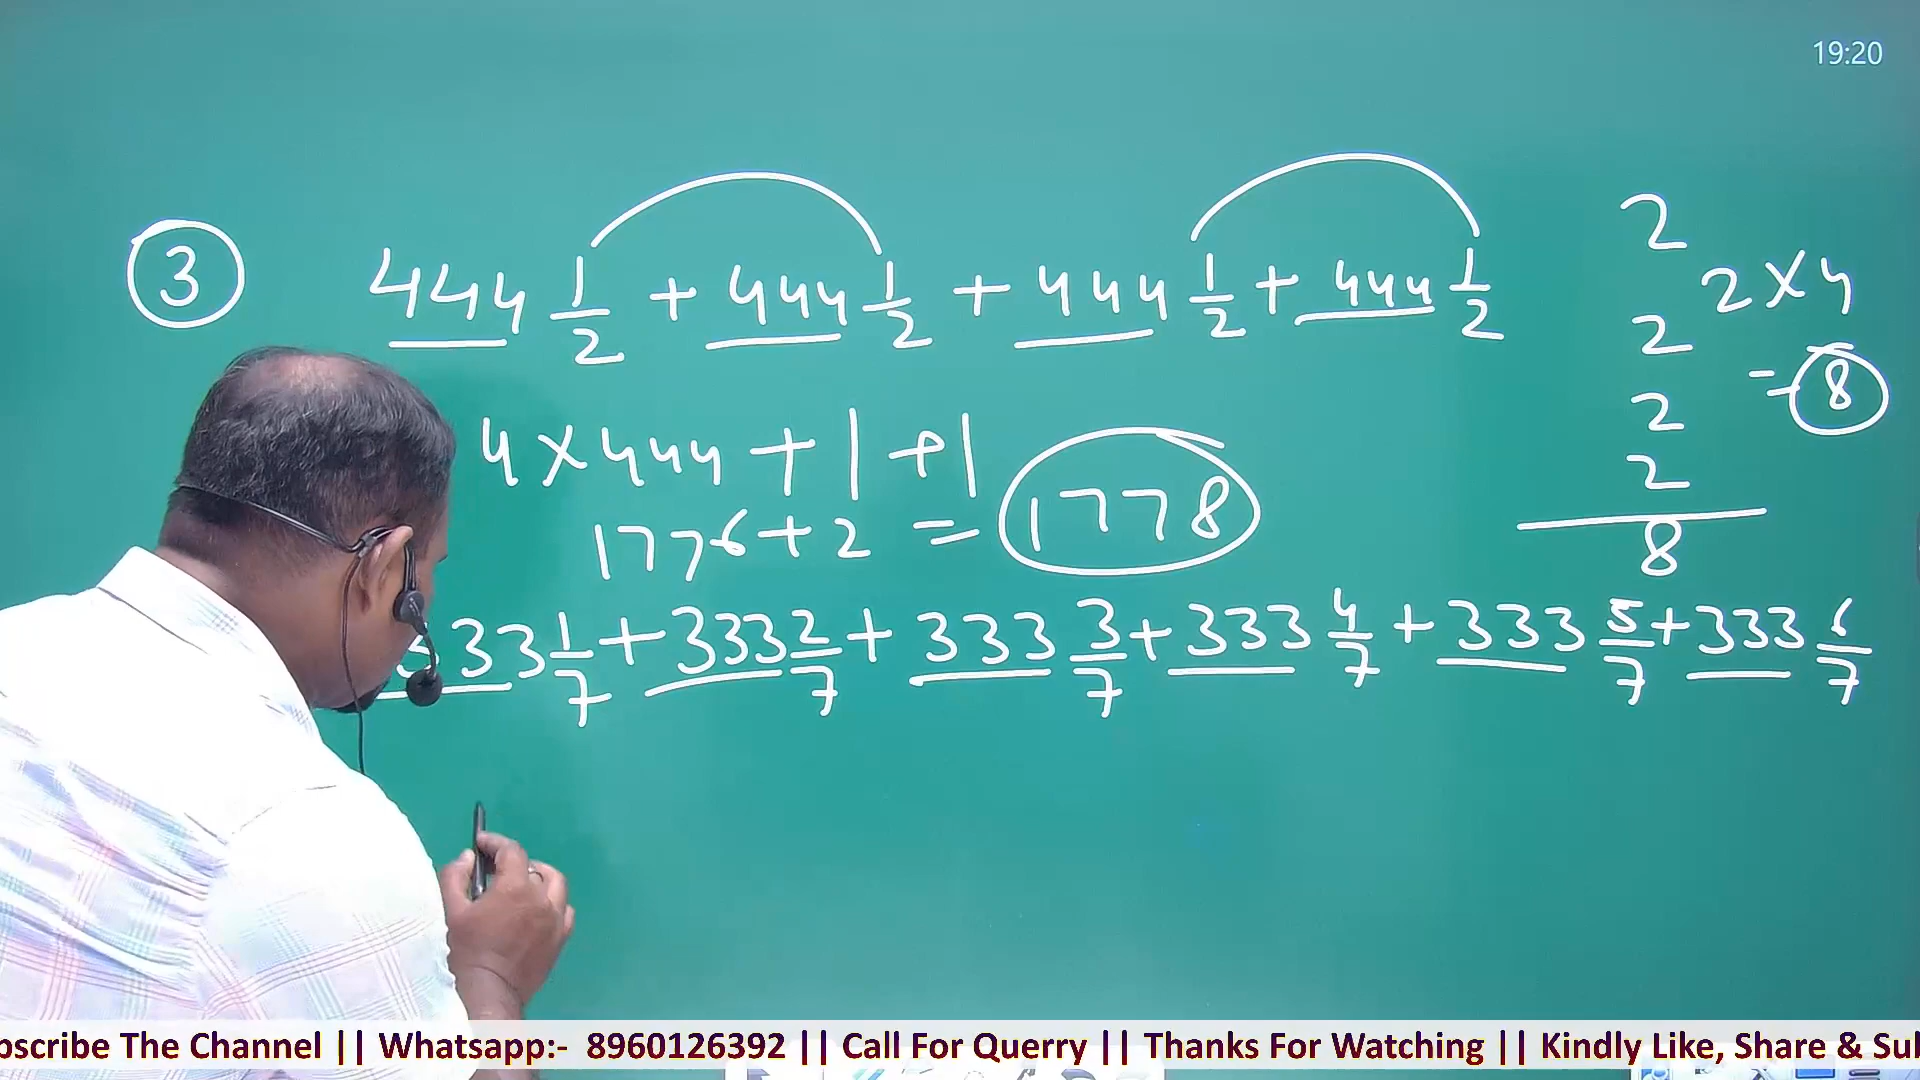 19:20
3 444 1/2 + 444 1/2 + 444 1/2 + 444 1/2
2
2 × 4
2
= 8
2
2
8
4 × 444 + 1 + 1
1776 + 2 = 1778
333 1/7 + 333 2/7 + 333 3/7 + 333 4/7 + 333 5/7 + 333 6/7
bscribe The Channel || Whatsapp:- 8960126392 || Call For Querry || Thanks For Watching || Kindly Like, Share & Su